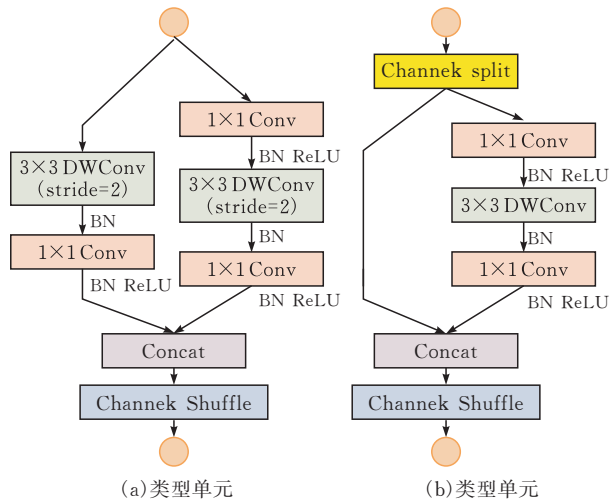 1×1 Conv
BN ReLU
3×3 DWConv
(stride=2)
BN
1×1 Conv
BN ReLU
3×3 DWConv
(stride=2)
BN
1×1 Conv
BN ReLU
Concat
Channek Shuffle
(a)类型单元
Channek split
1×1 Conv
BN ReLU
3×3 DWConv
BN
1×1 Conv
BN ReLU
Concat
Channek Shuffle
(b)类型单元